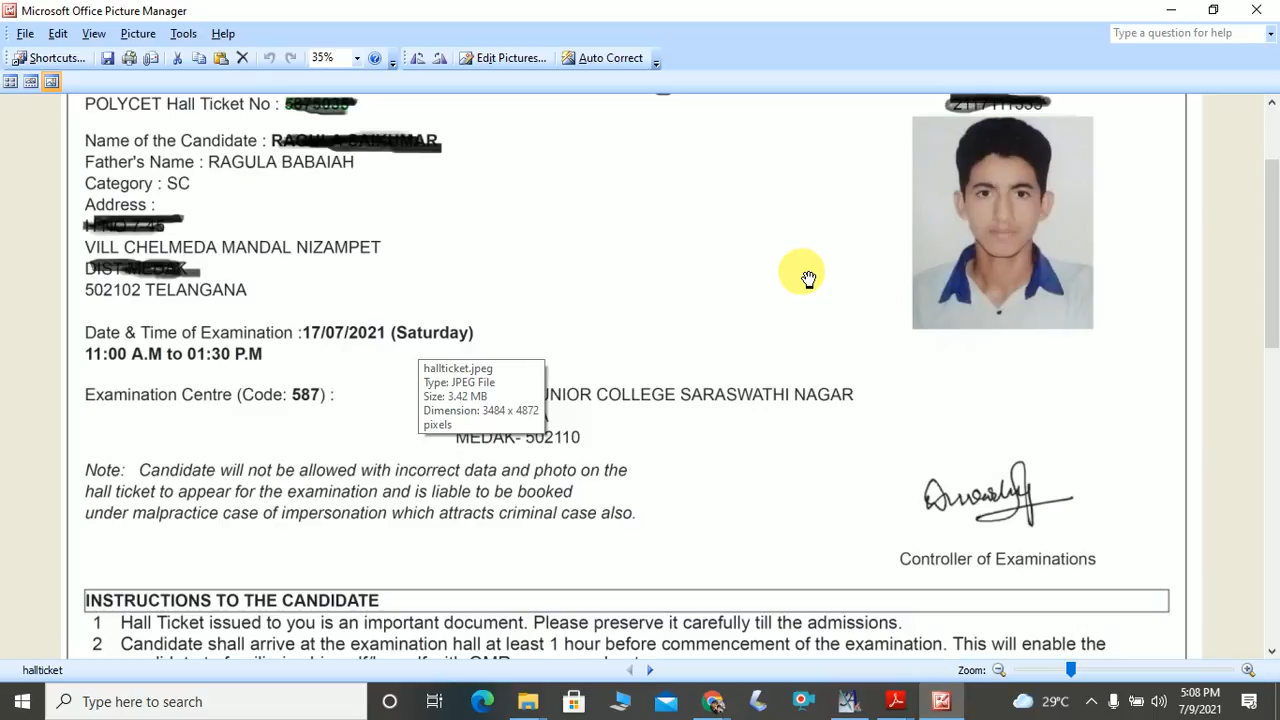 Microsoft Office Picture Manager
File Edit View Picture Tools Help
Type a question for help
Shortcuts... 35% Edit Pictures... Auto Correct
POLYCET Hall Ticket No :
Name of the Candidate :
Father's Name : RAGULA BABAIAH
Category : SC
Address :
VILL CHELMEDA MANDAL NIZAMPET
502102 TELANGANA
Date & Time of Examination :17/07/2021 (Saturday)
11:00 A.M to 01:30 P.M
hallticket.jpeg
Type: JPEG File
Size: 3.42 MB
Dimension: 3484 x 4872
pixels
Examination Centre (Code: 587) : COLLEGE SARASWATHI NAGAR
MEDAK- 502110
Note: Candidate will not be allowed with incorrect data and photo on the
hall ticket to appear for the examination and is liable to be booked
under malpractice case of impersonation which attracts criminal case also.
Controller of Examinations
INSTRUCTIONS TO THE CANDIDATE
1 Hall Ticket issued to you is an important document. Please preserve it carefully till the admissions.
2 Candidate shall arrive at the examination hall at least 1 hour before commencement of the examination. This will enable the
hallticket
Zoom:
Type here to search
29°C
5:08 PM
7/9/2021